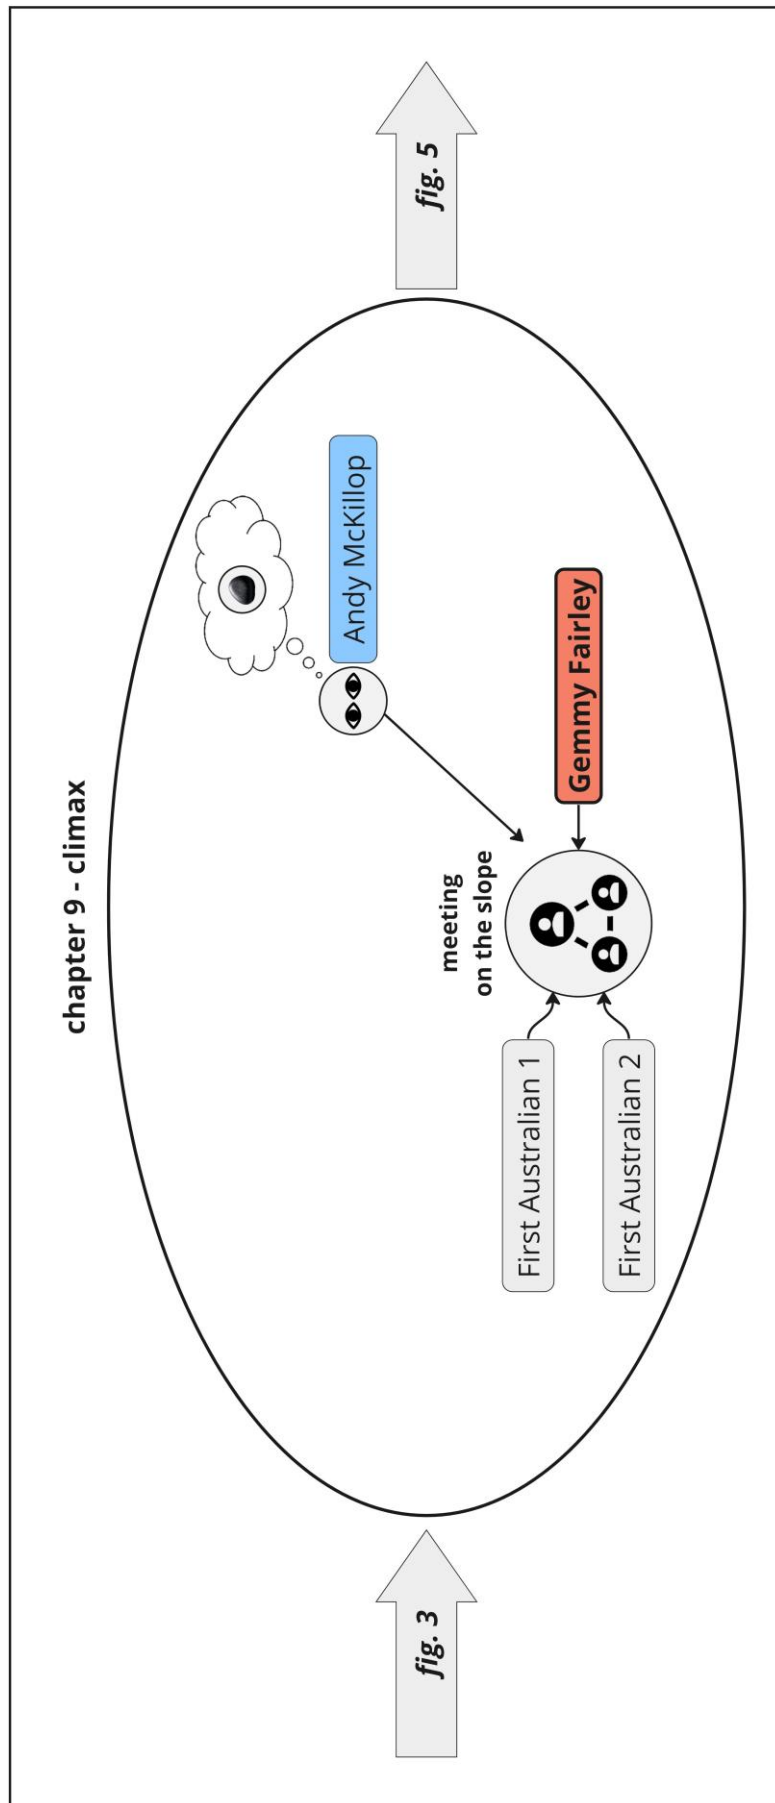 chapter 9 - climax
fig. 3
First Australian 1
First Australian 2
meeting
on the slope
Andy McKillop
Gemmy Fairley
fig. 5